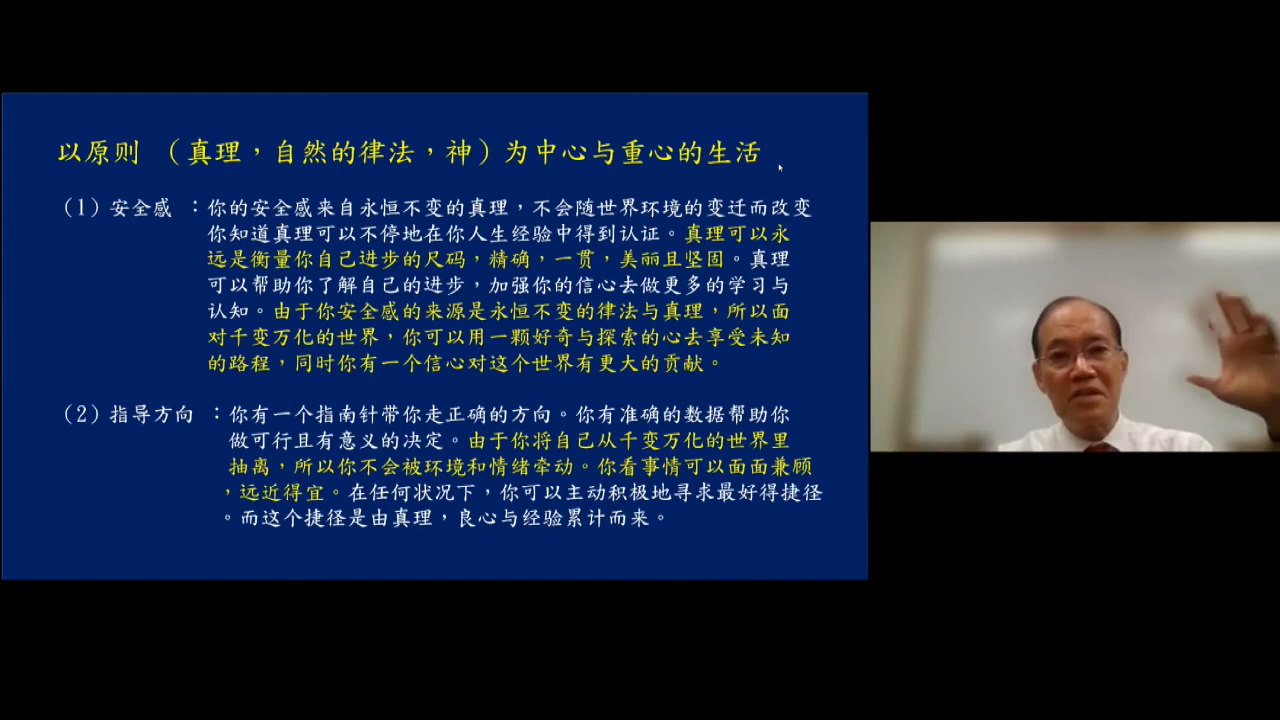 以原则 （真理，自然的律法，神）为中心与重心的生活
（1）安全感 ：你的安全感来自永恒不变的真理，不会随世界环境的变迁而改变
你知道真理可以不停地在你人生经验中得到认证。真理可以永
远是衡量你自己进步的尺码，精确，一贯，美丽且坚固。真理
可以帮助你了解自己的进步，加强你的信心去做更多的学习与
认知。由于你安全感的来源是永恒不变的律法与真理，所以面
对千变万化的世界，你可以用一颗好奇与探索的心去享受未知
的路程，同时你有一个信心对这个世界有更大的贡献。
（2）指导方向 ：你有一个指南针带你走正确的方向。你有准确的数据帮助你
做可行且有意义的决定。由于你将自己从千变万化的世界里
抽离，所以你不会被环境和情绪牵动。你看事情可以面面兼顾
，远近得宜。在任何状况下，你可以主动积极地寻求最好得捷径
。而这个捷径是由真理，良心与经验累计而来。